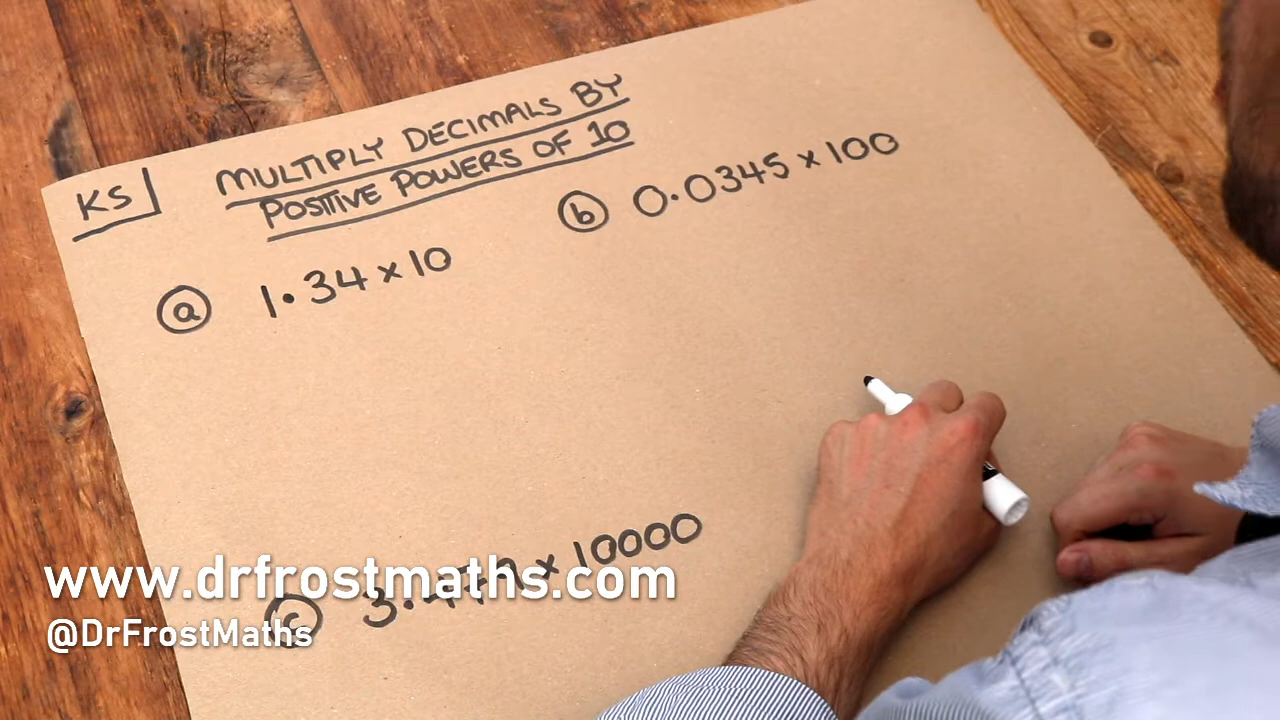 KS
MULTIPLY DECIMALS BY
POSITIVE POWERS OF 10
a 1.34 × 10
b 0.0345 × 100
c × 10000
www.drfrostmaths.com
@DrFrostMaths